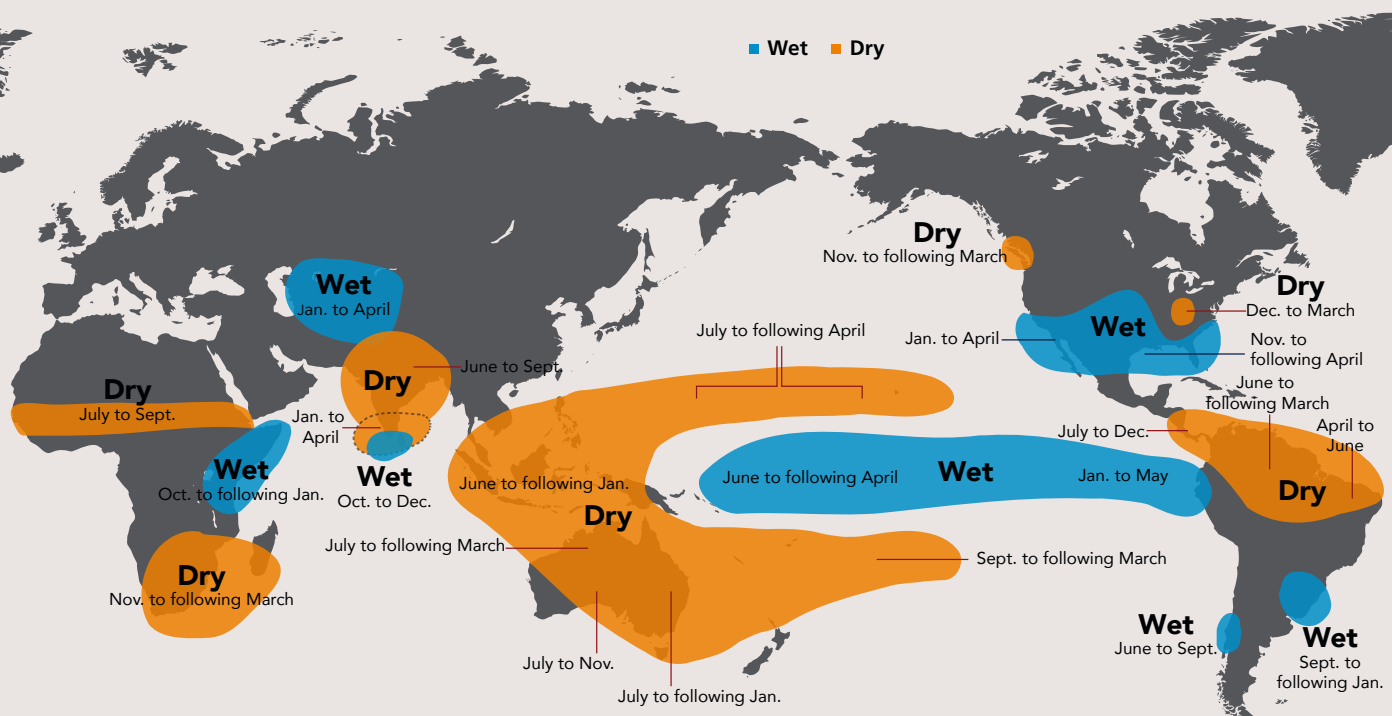 Wet
Dry
Dry
Nov. to following March
Dry
Dec. to March
Wet
Jan. to April
July to following April
Jan. to April
Wet
Nov. to
following April
Dry
June to Sept.
Dry
July to Sept.
Jan. to
April
June to
following March
July to Dec.
April to
June
Wet
Oct. to following Jan.
Wet
Oct. to Dec.
June to following Jan.
June to following April
Wet
Jan. to May
Dry
Dry
July to following March
Sept. to following March
Dry
Nov. to following March
Wet
June to Sept.
Wet
Sept. to
following Jan.
July to Nov.
July to following Jan.